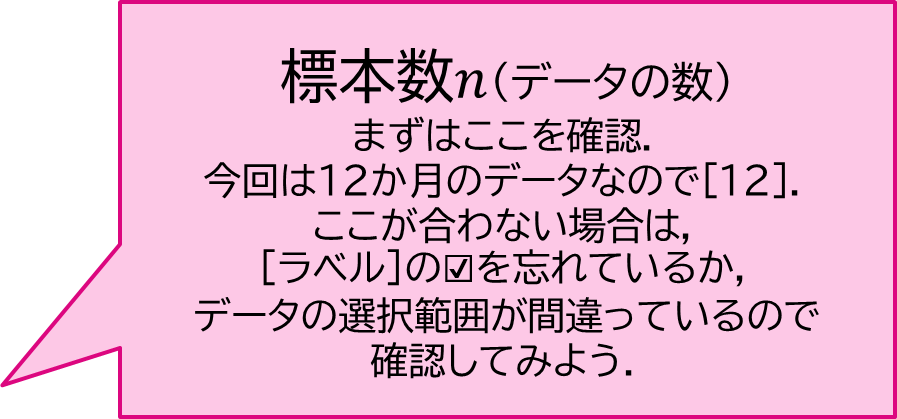 標本数n（データの数）
まずはここを確認．
今回は12か月のデータなので[12]．
ここが合わない場合は，
[ラベル]の☑を忘れているか，
データの選択範囲が間違っているので
確認してみよう．